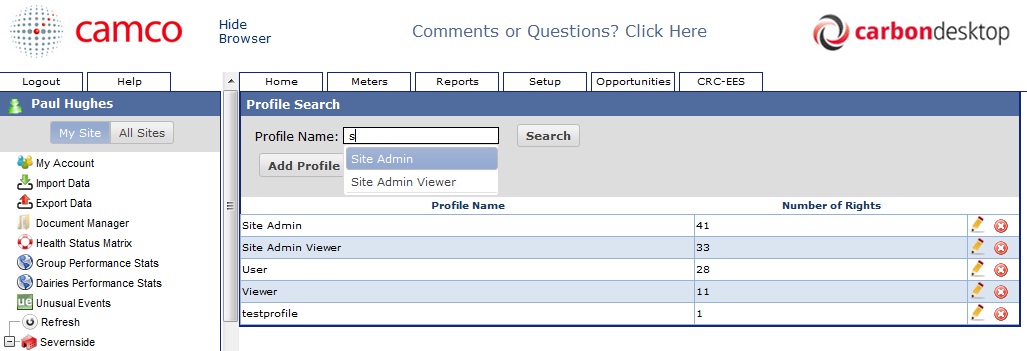 camco
Hide
Browser
Comments or Questions? Click Here
carbondesktop
Logout Help Home Meters Reports Setup Opportunities CRC-EES
Paul Hughes
My Site All Sites
My Account
Import Data
Export Data
Document Manager
Health Status Matrix
Group Performance Stats
Dairies Performance Stats
ue Unusual Events
Refresh
Severnside
Profile Search
Profile Name: s Search
Site Admin
Add Profile
Site Admin Viewer
Profile Name Number of Rights
Site Admin 41
Site Admin Viewer 33
User 28
Viewer 11
testprofile 1